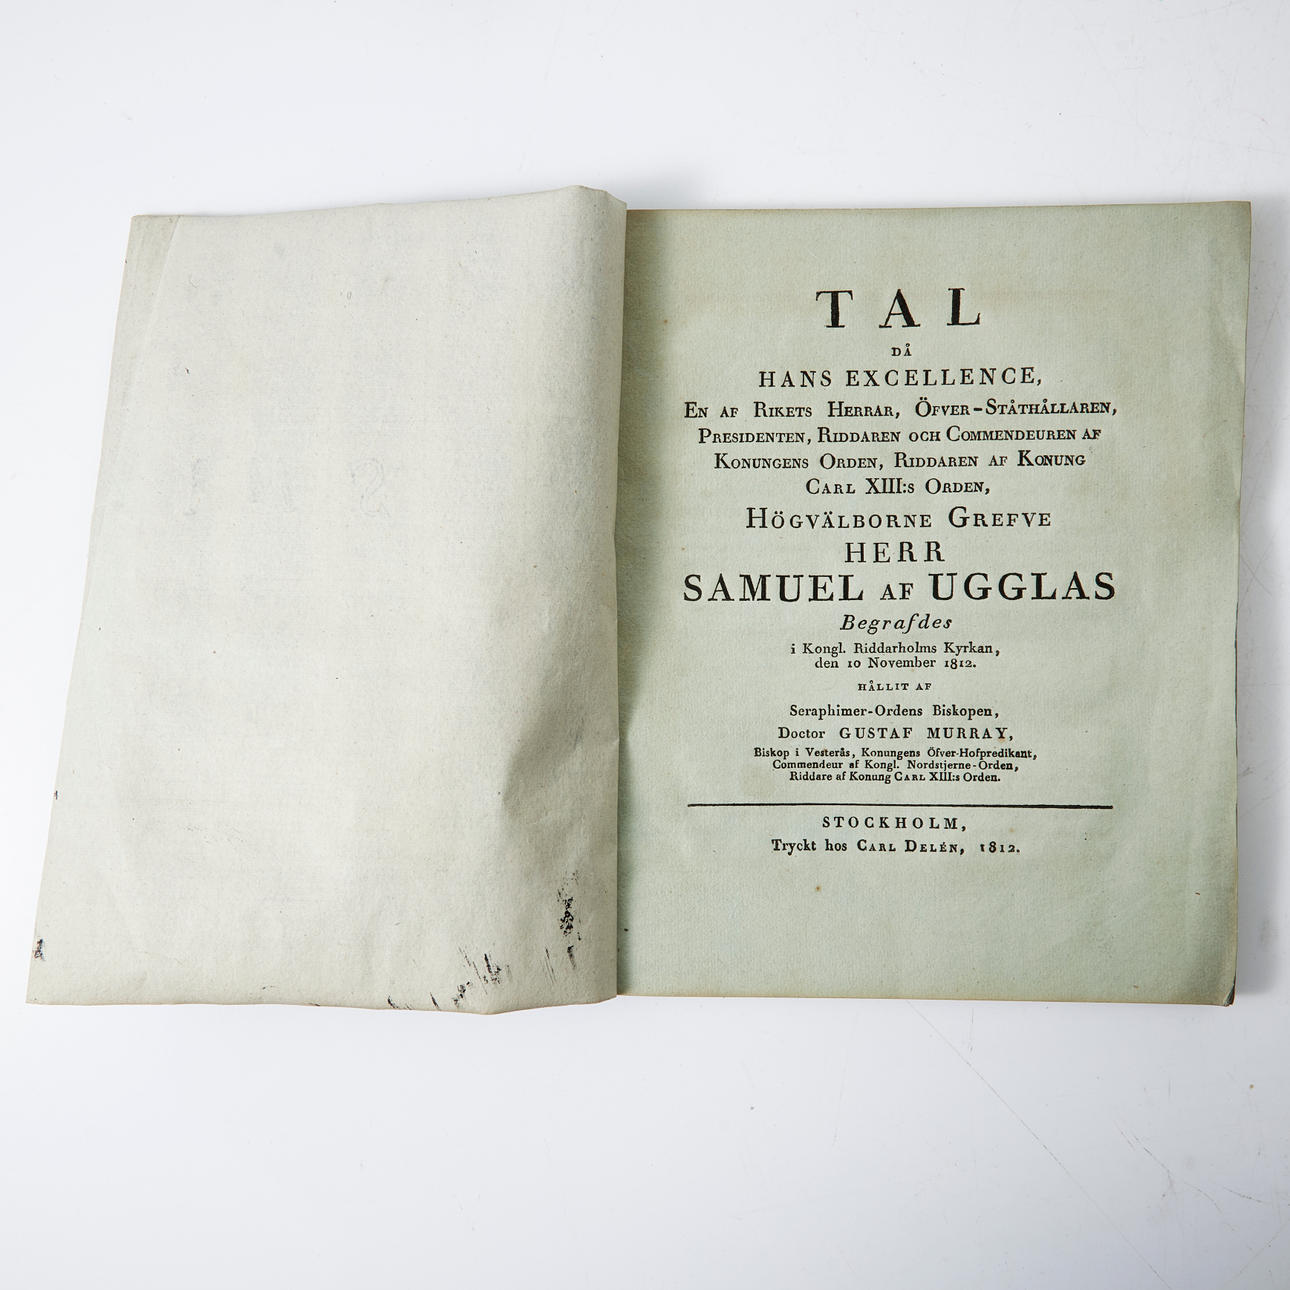 TAL
DÅ
HANS EXCELLENCE,
EN AF RIKETS HERRAR, ÖFVER-STÅTHÅLLAREN,
PRESIDENTEN, RIDDAREN OCH COMMENDEUREN AF
KONUNGENS ORDEN, RIDDAREN AF KONUNG
CARL XIII:S ORDEN,
HÖGVÄLBORNE GREFVE
HERR
SAMUEL AF UGGLAS
Begrafdes
i Kongl. Riddarholms Kyrkan,
den 10 November 1812.
HÅLLIT AF
Seraphimer-Ordens Biskopen,
Doctor GUSTAF MURRAY,
Biskop i Vesterås, Konungens Öfver-Hofpredikant,
Commendeur af Kongl. Nordstjerne-Orden,
Riddare af Konung CARL XIII:s Orden.
STOCKHOLM,
Tryckt hos CARL DELÉN, 1812.